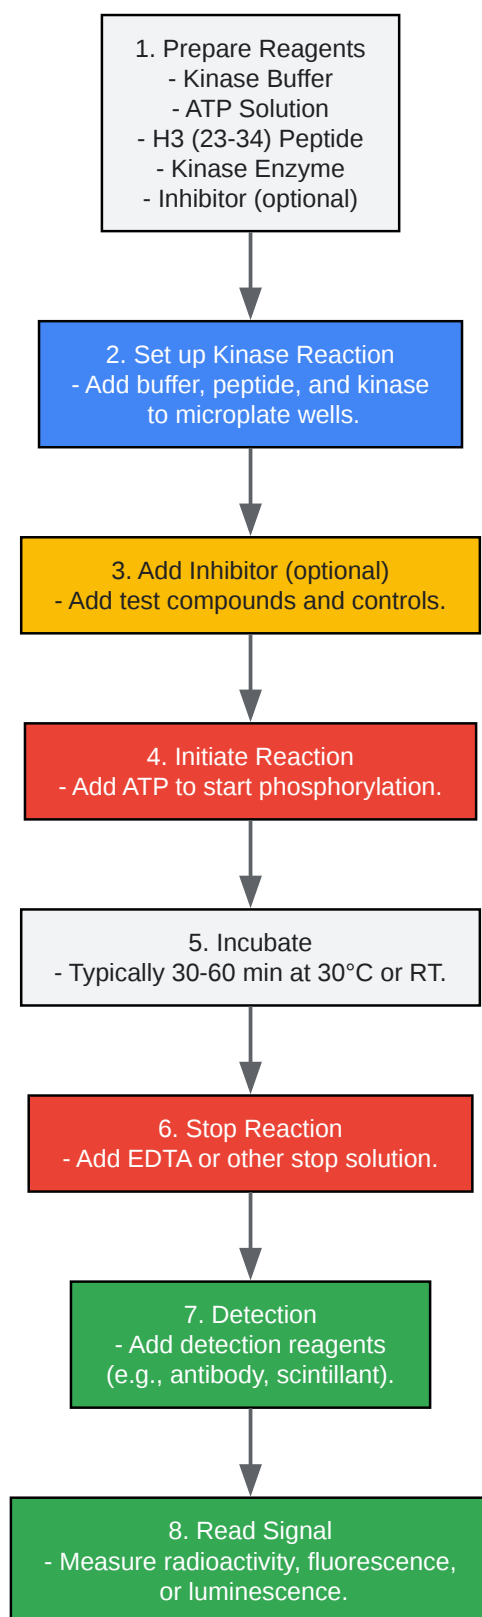 1. Prepare Reagents
- Kinase Buffer
- ATP Solution
- H3 (23-34) Peptide
- Kinase Enzyme
- Inhibitor (optional)
2. Set up Kinase Reaction
- Add buffer, peptide, and kinase
to microplate wells.
3. Add Inhibitor (optional)
- Add test compounds and controls.
4. Initiate Reaction
- Add ATP to start phosphorylation.
5. Incubate
- Typically 30-60 min at 30°C or RT.
6. Stop Reaction
- Add EDTA or other stop solution.
7. Detection
- Add detection reagents
(e.g., antibody, scintillant).
8. Read Signal
- Measure radioactivity, fluorescence,
or luminescence.